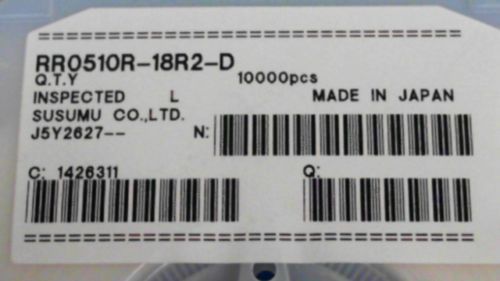 RR0510R-18R2-D
Q.T.Y 10000pcs
INSPECTED L MADE IN JAPAN
SUSUMU CO.,LTD.
J5Y2627-- N:
C: 1426311 Q: